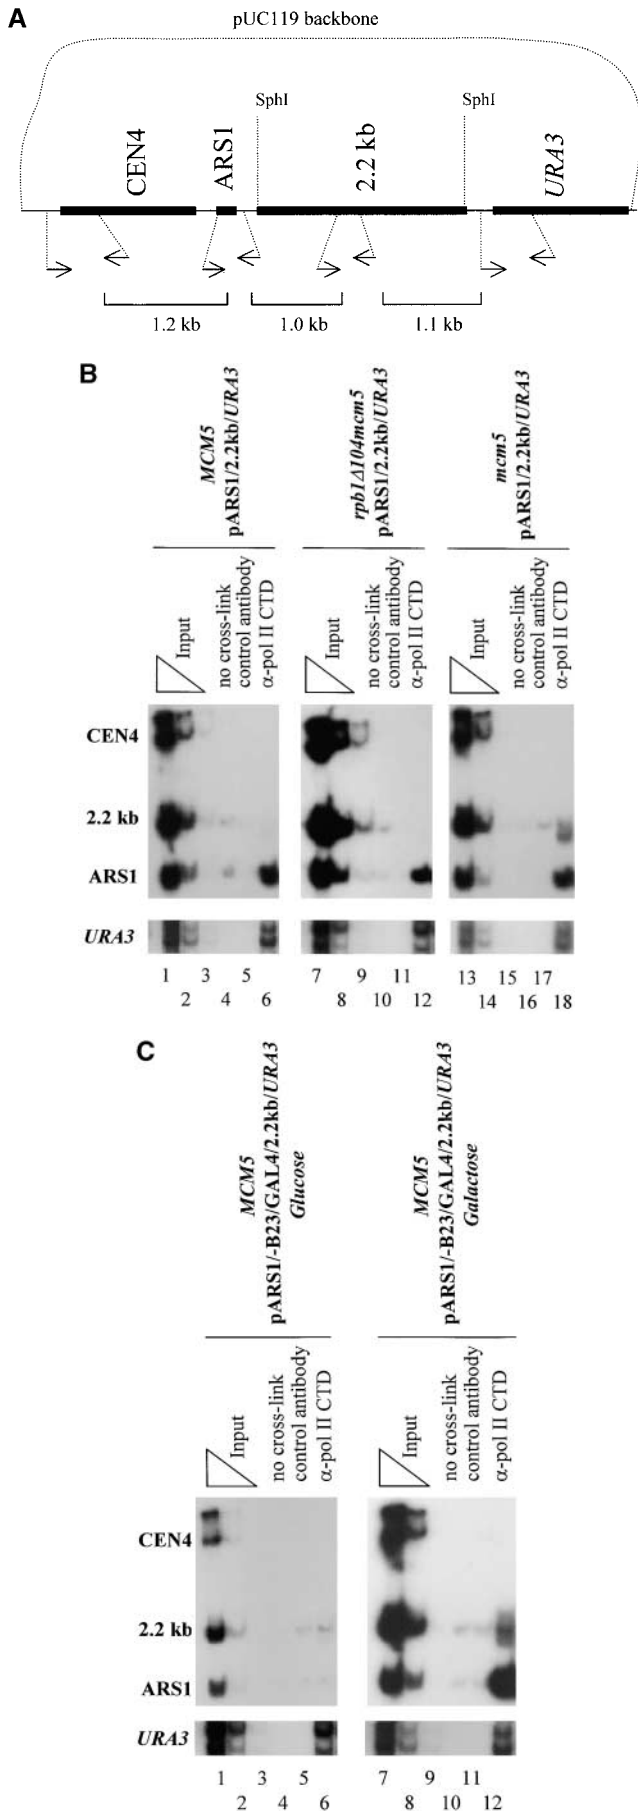 A
pUC119 backbone
SphI
SphI
CEN4
ARS1
2.2 kb
URA3
1.2 kb
1.0 kb
1.1 kb
B
MCM5
pARS1/2.2kb/URA3
rpb1Δ104mcm5
pARS1/2.2kb/URA3
mcm5
pARS1/2.2kb/URA3
Input
no cross-link
control antibody
α-pol II CTD
Input
no cross-link
control antibody
α-pol II CTD
Input
no cross-link
control antibody
α-pol II CTD
CEN4
2.2 kb
ARS1
URA3
1 3 5 7 9 11 13 15 17
2 4 6 8 10 12 14 16 18
C
MCM5
pARS1/-B23/GAL4/2.2kb/URA3
Glucose
MCM5
pARS1/-B23/GAL4/2.2kb/URA3
Galactose
Input
no cross-link
control antibody
α-pol II CTD
Input
no cross-link
control antibody
α-pol II CTD
CEN4
2.2 kb
ARS1
URA3
1 3 5 7 9 11
2 4 6 8 10 12